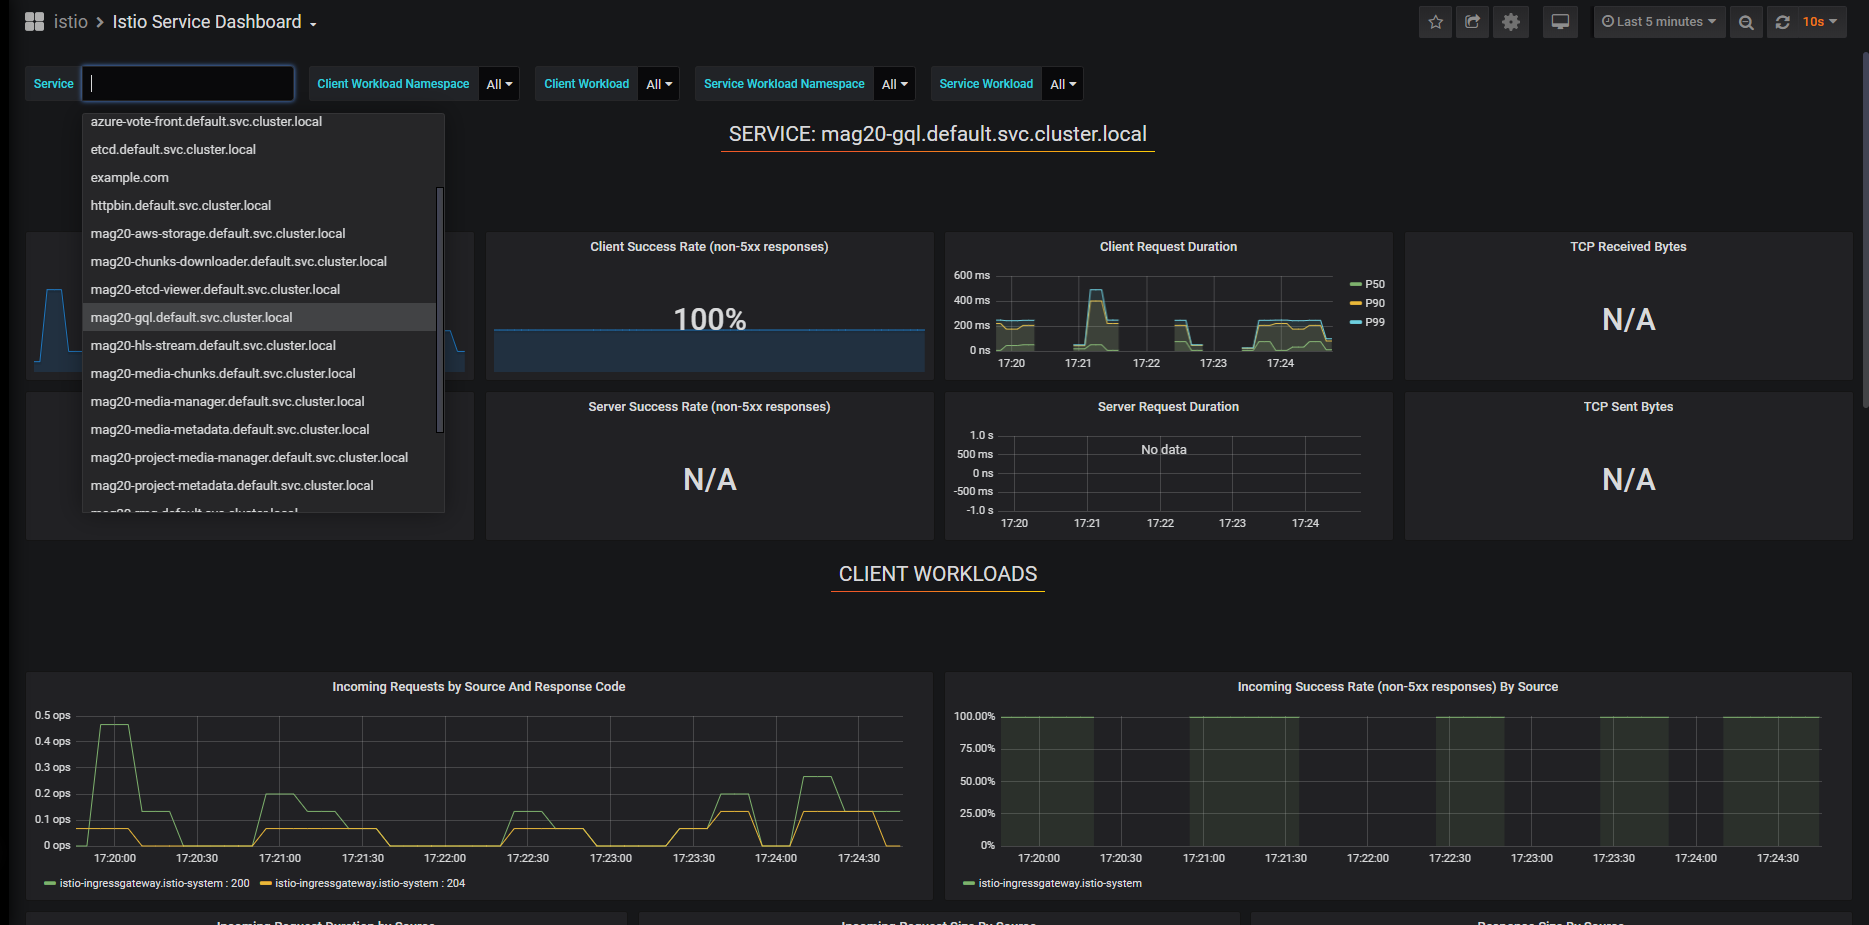 istio > Istio Service Dashboard
Last 5 minutes
10s
Service
Client Workload Namespace All
Client Workload All
Service Workload Namespace All
Service Workload All
azure-vote-front.default.svc.cluster.local
etcd.default.svc.cluster.local
example.com
httpbin.default.svc.cluster.local
mag20-aws-storage.default.svc.cluster.local
mag20-chunks-downloader.default.svc.cluster.local
mag20-etcd-viewer.default.svc.cluster.local
mag20-gql.default.svc.cluster.local
mag20-hls-stream.default.svc.cluster.local
mag20-media-chunks.default.svc.cluster.local
mag20-media-manager.default.svc.cluster.local
mag20-media-metadata.default.svc.cluster.local
mag20-project-media-manager.default.svc.cluster.local
mag20-project-metadata.default.svc.cluster.local
SERVICE: mag20-gql.default.svc.cluster.local
Client Success Rate (non-5xx responses)
100%
Client Request Duration
600 ms
400 ms
200 ms
0 ns
17:20 17:21 17:22 17:23 17:24
P50
P90
P99
TCP Received Bytes
N/A
Server Success Rate (non-5xx responses)
N/A
Server Request Duration
1.0 s
500 ms
0 ns
-500 ms
-1.0 s
No data
17:20 17:21 17:22 17:23 17:24
TCP Sent Bytes
N/A
CLIENT WORKLOADS
Incoming Requests by Source And Response Code
0.5 ops
0.4 ops
0.3 ops
0.2 ops
0.1 ops
0 ops
17:20:00 17:20:30 17:21:00 17:21:30 17:22:00 17:22:30 17:23:00 17:23:30 17:24:00 17:24:30
istio-ingressgateway.istio-system : 200 istio-ingressgateway.istio-system : 204
Incoming Success Rate (non-5xx responses) By Source
100.00%
75.00%
50.00%
25.00%
0%
17:20:00 17:20:30 17:21:00 17:21:30 17:22:00 17:22:30 17:23:00 17:23:30 17:24:00 17:24:30
istio-ingressgateway.istio-system
Incoming Request Duration by Source
Incoming Request Size By Source
Response Size By Source